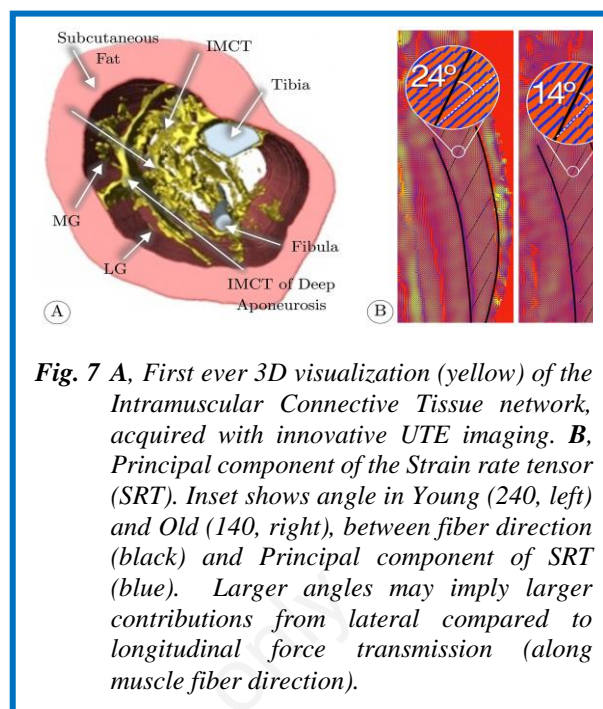 Subcutaneous
Fat
IMCT
Tibia
MG
LG
Fibula
IMCT of Deep
Aponeurosis
A
24º
14º
B
Fig. 7 A, First ever 3D visualization (yellow) of the
Intramuscular Connective Tissue network,
acquired with innovative UTE imaging. B,
Principal component of the Strain rate tensor
(SRT). Inset shows angle in Young (240, left)
and Old (140, right), between fiber direction
(black) and Principal component of SRT
(blue). Larger angles may imply larger
contributions from lateral compared to
longitudinal force transmission (along
muscle fiber direction).
only